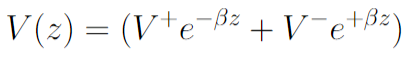 V(z) = (V⁺e^{-βz} + V⁻e^{+βz})